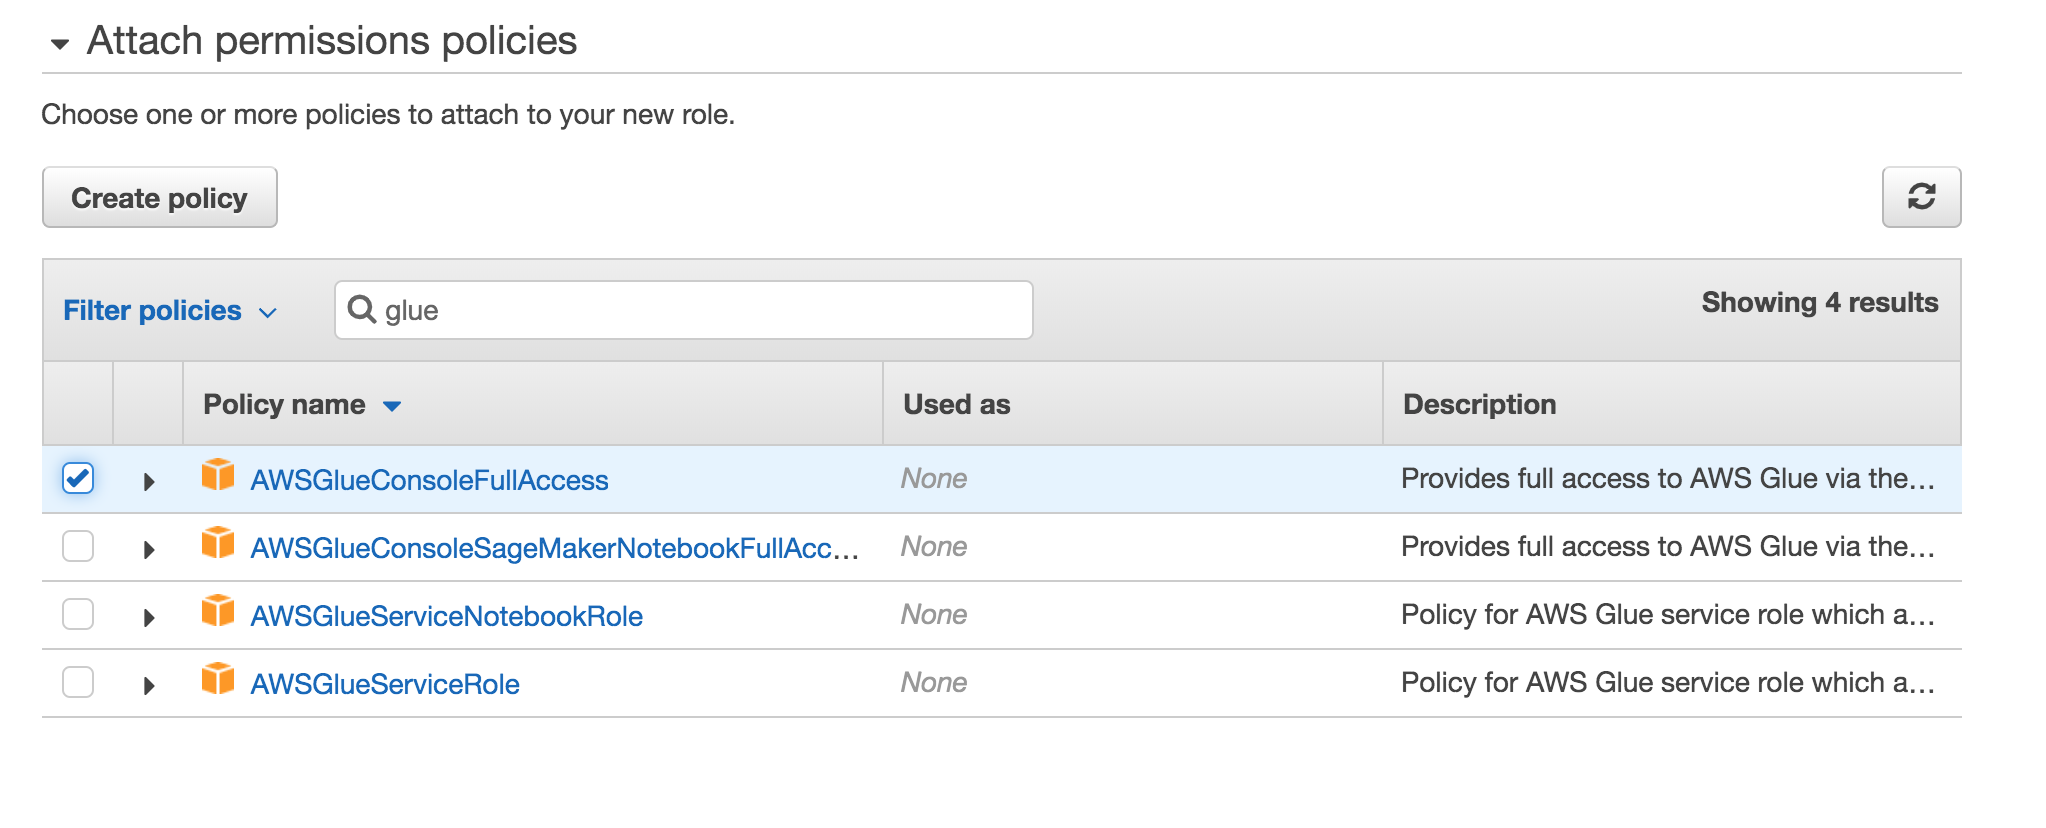 Attach permissions policies
Choose one or more policies to attach to your new role.
Create policy
Filter policies
glue
Showing 4 results
Policy name Used as Description
AWSGlueConsoleFullAccess None Provides full access to AWS Glue via the...
AWSGlueConsoleSageMakerNotebookFullAcc... None Provides full access to AWS Glue via the...
AWSGlueServiceNotebookRole None Policy for AWS Glue service role which a...
AWSGlueServiceRole None Policy for AWS Glue service role which a...